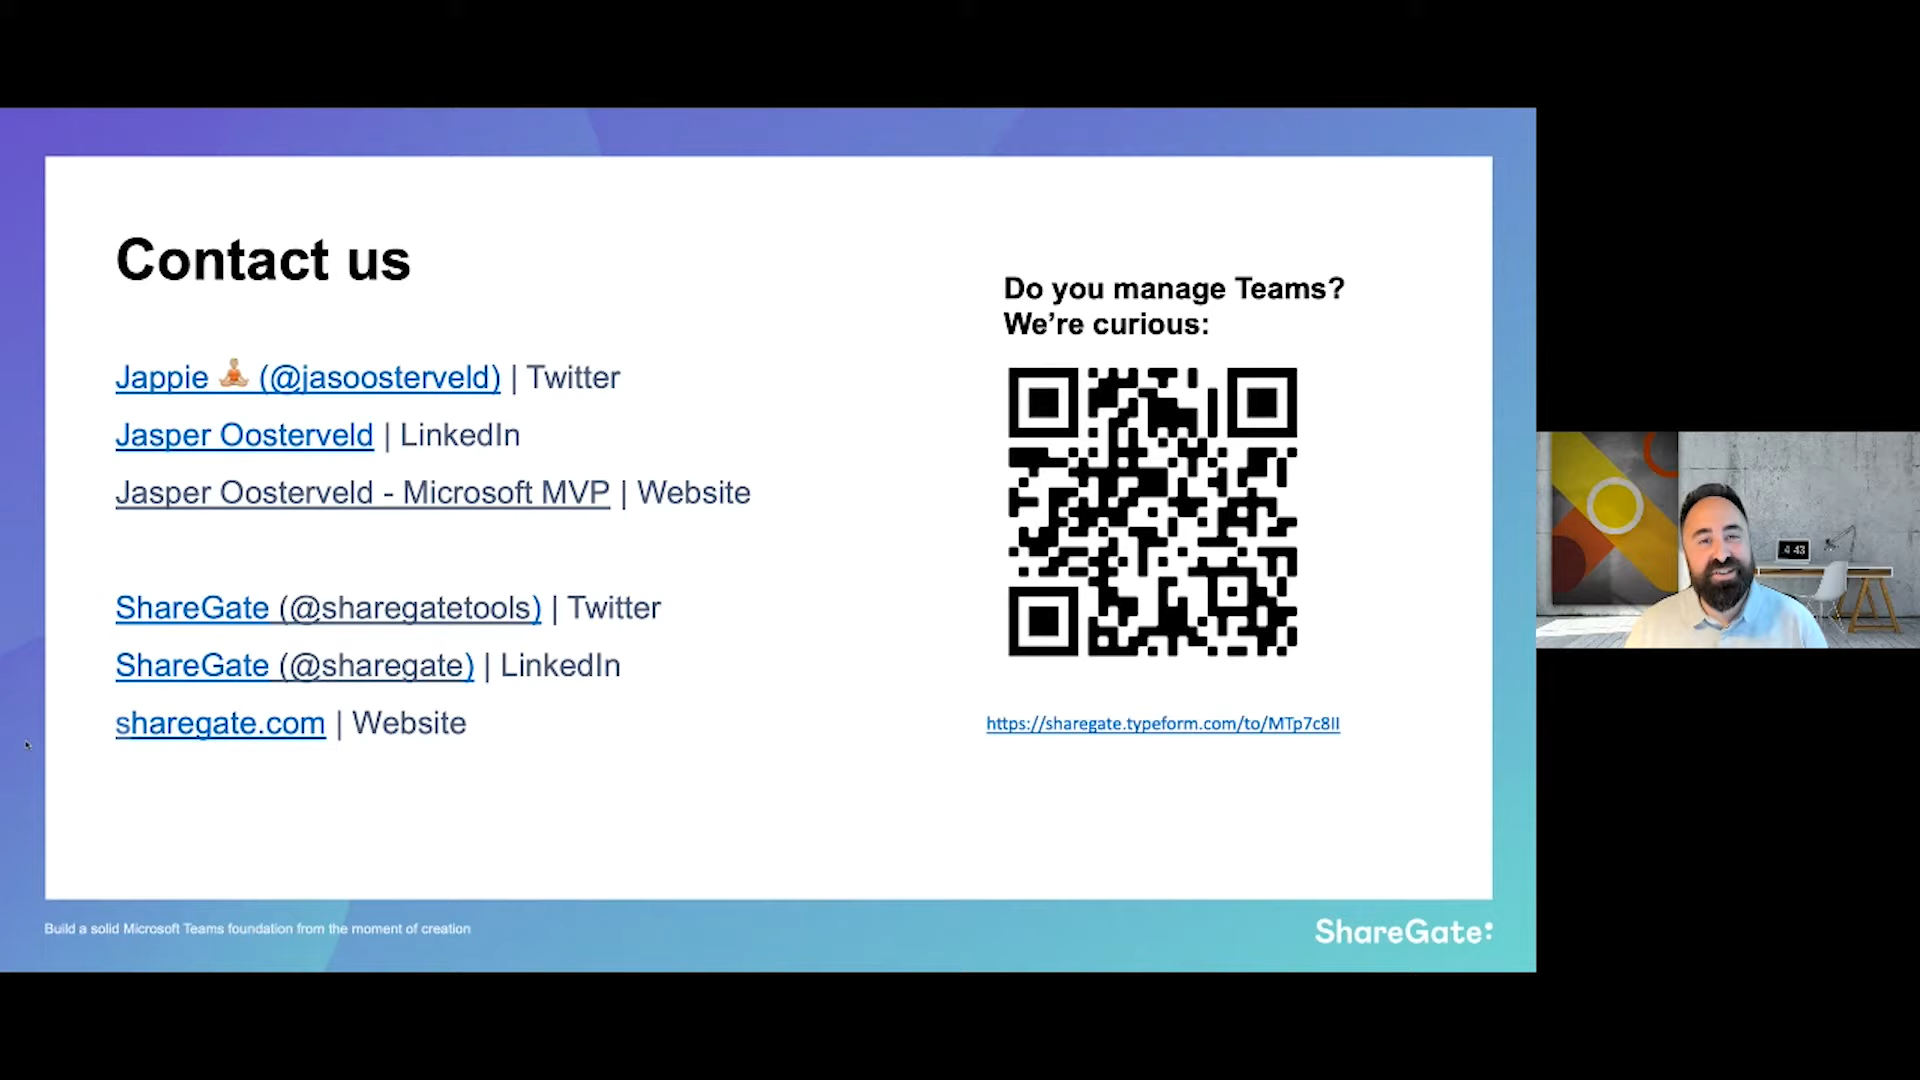 Contact us
Do you manage Teams?
We're curious:
Jappie 🧘🏼 (@jasoosterveld) | Twitter
Jasper Oosterveld | LinkedIn
Jasper Oosterveld - Microsoft MVP | Website
ShareGate (@sharegatetools) | Twitter
ShareGate (@sharegate) | LinkedIn
sharegate.com | Website
https://sharegate.typeform.com/to/MTp7c8lI
Build a solid Microsoft Teams foundation from the moment of creation
ShareGate:
4 43